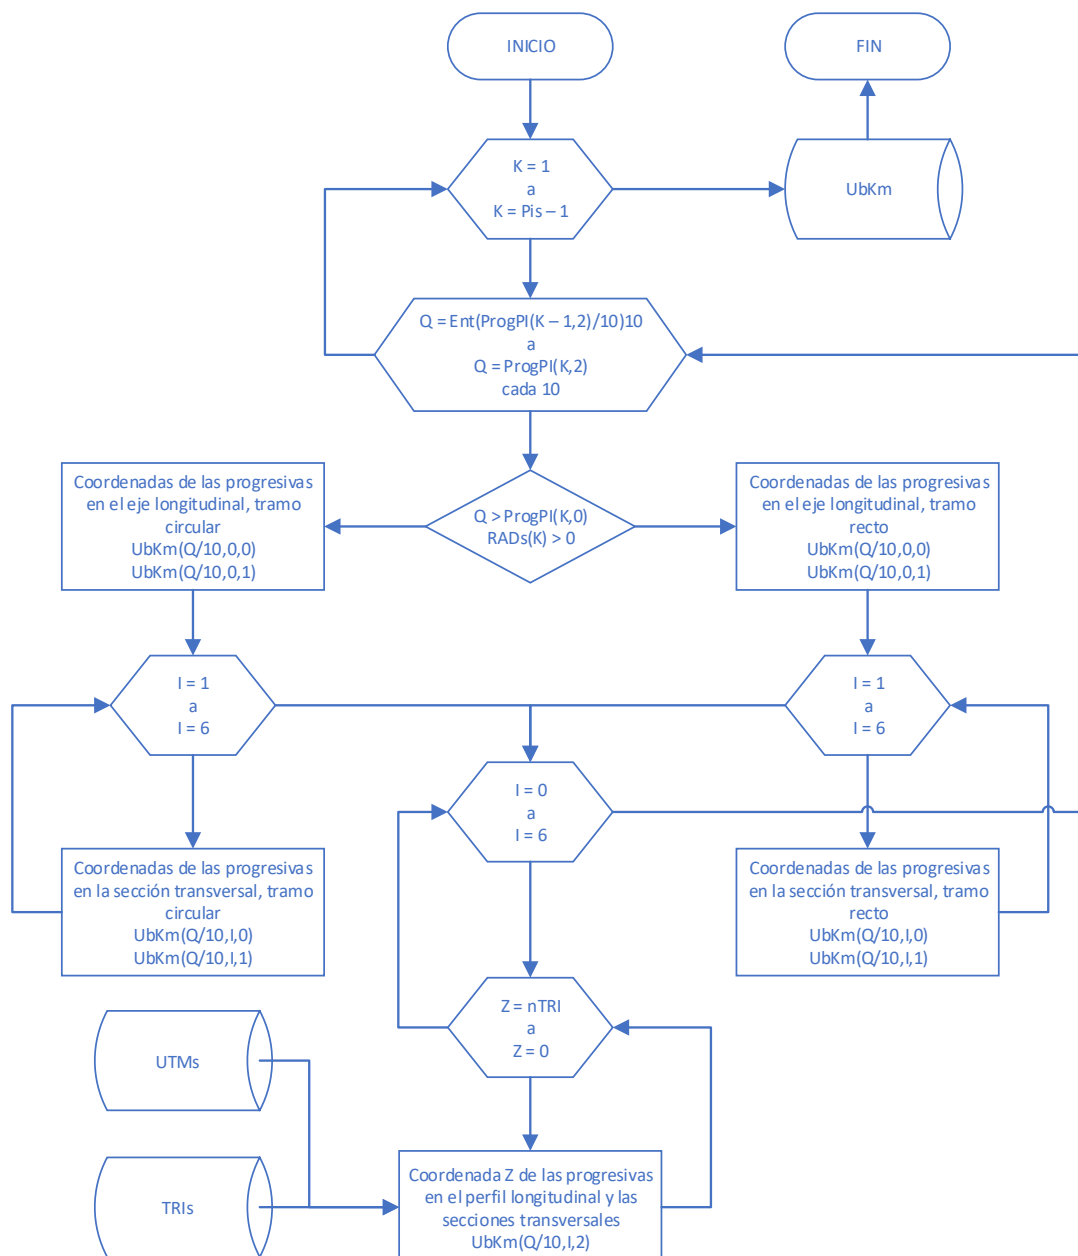 INICIO
FIN
K = 1
a
K = Pis – 1
UbKm
Q = Ent(ProgPI(K – 1,2)/10)10
a
Q = ProgPI(K,2)
cada 10
Coordenadas de las progresivas
en el eje longitudinal, tramo
circular
UbKm(Q/10,0,0)
UbKm(Q/10,0,1)
Q > ProgPI(K,0)
RADs(K) > 0
Coordenadas de las progresivas
en el eje longitudinal, tramo
recto
UbKm(Q/10,0,0)
UbKm(Q/10,0,1)
I = 1
a
I = 6
I = 1
a
I = 6
I = 0
a
I = 6
Coordenadas de las progresivas
en la sección transversal, tramo
circular
UbKm(Q/10,I,0)
UbKm(Q/10,I,1)
Coordenadas de las progresivas
en la sección transversal, tramo
recto
UbKm(Q/10,I,0)
UbKm(Q/10,I,1)
Z = nTRI
a
Z = 0
UTMs
TRIs
Coordenada Z de las progresivas
en el perfil longitudinal y las
secciones transversales
UbKm(Q/10,I,2)